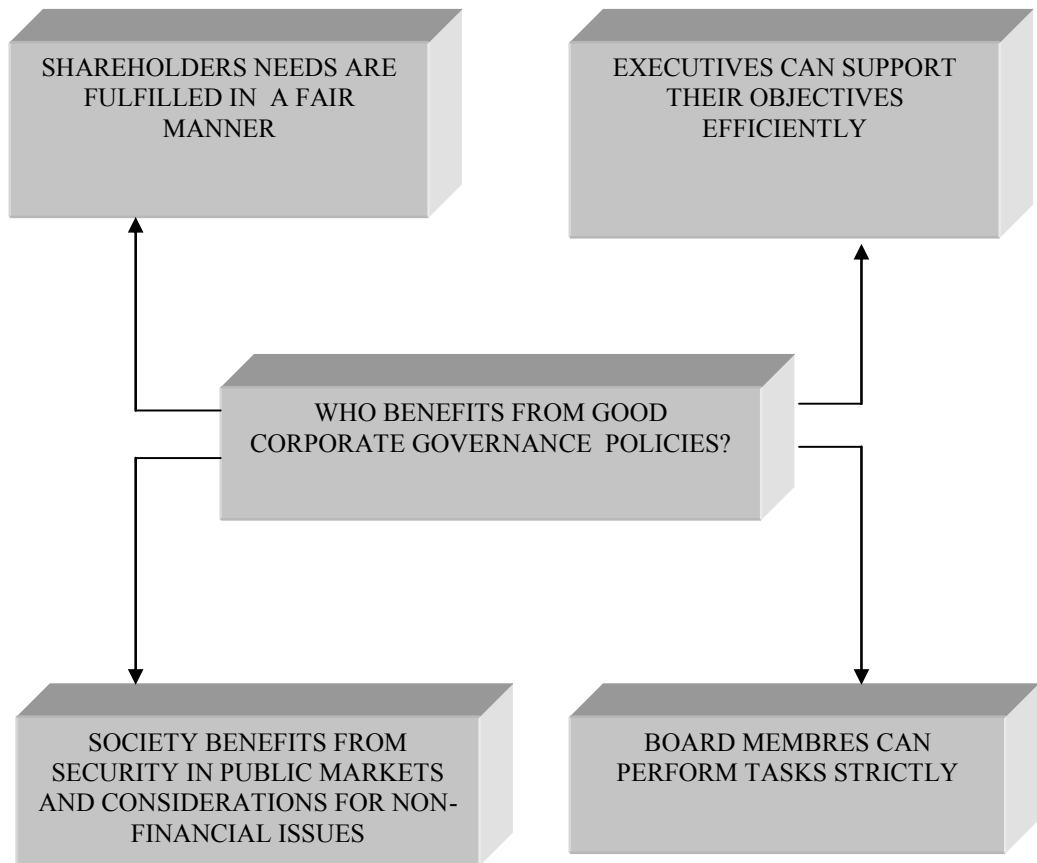 SHAREHOLDERS NEEDS ARE
FULFILLED IN A FAIR
MANNER
EXECUTIVES CAN SUPPORT
THEIR OBJECTIVES
EFFICIENTLY
WHO BENEFITS FROM GOOD
CORPORATE GOVERNANCE POLICIES?
SOCIETY BENEFITS FROM
SECURITY IN PUBLIC MARKETS
AND CONSIDERATIONS FOR NON-
FINANCIAL ISSUES
BOARD MEMBRES CAN
PERFORM TASKS STRICTLY